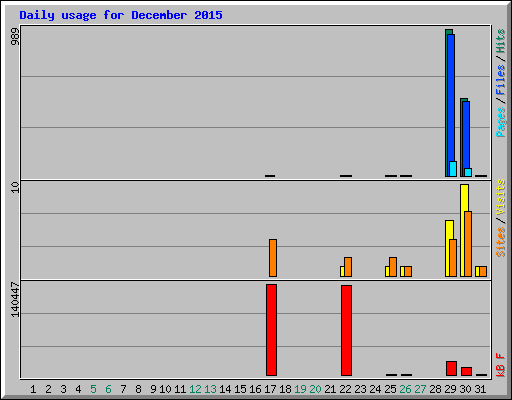 Daily usage for December 2015
989
Pages / Files / Hits
10
Sites / Visits
140447
kB F
1 2 3 4 5 6 7 8 9 10 11 12 13 14 15 16 17 18 19 20 21 22 23 24 25 26 27 28 29 30 31